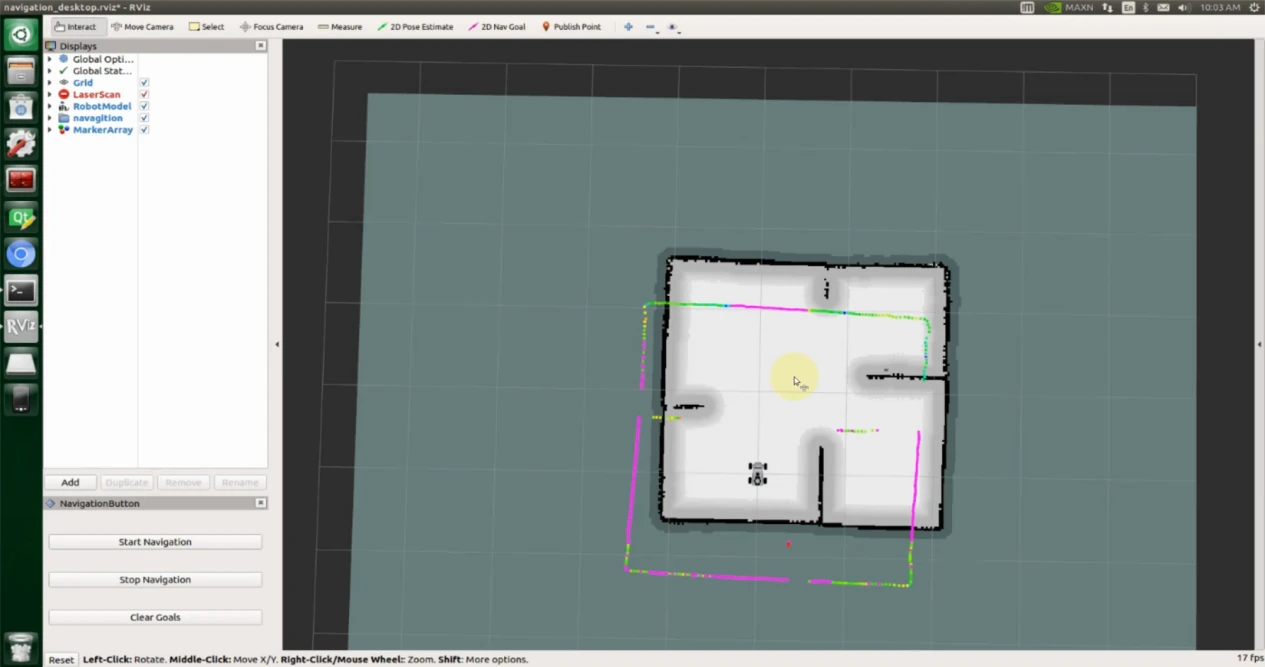 navigation_desktop.rviz* - RViz
MAXN En 10:03 AM
Interact Move Camera Select Focus Camera Measure 2D Pose Estimate 2D Nav Goal Publish Point
Displays
Global Opti...
Global Stat...
Grid
LaserScan
RobotModel
navagition
MarkerArray
Qt
RViz
Add Duplicate Remove Rename
NavigationButton
Start Navigation
Stop Navigation
Clear Goals
Reset Left-Click: Rotate. Middle-Click: Move X/Y. Right-Click/Mouse Wheel:: Zoom. Shift: More options. 17 fps